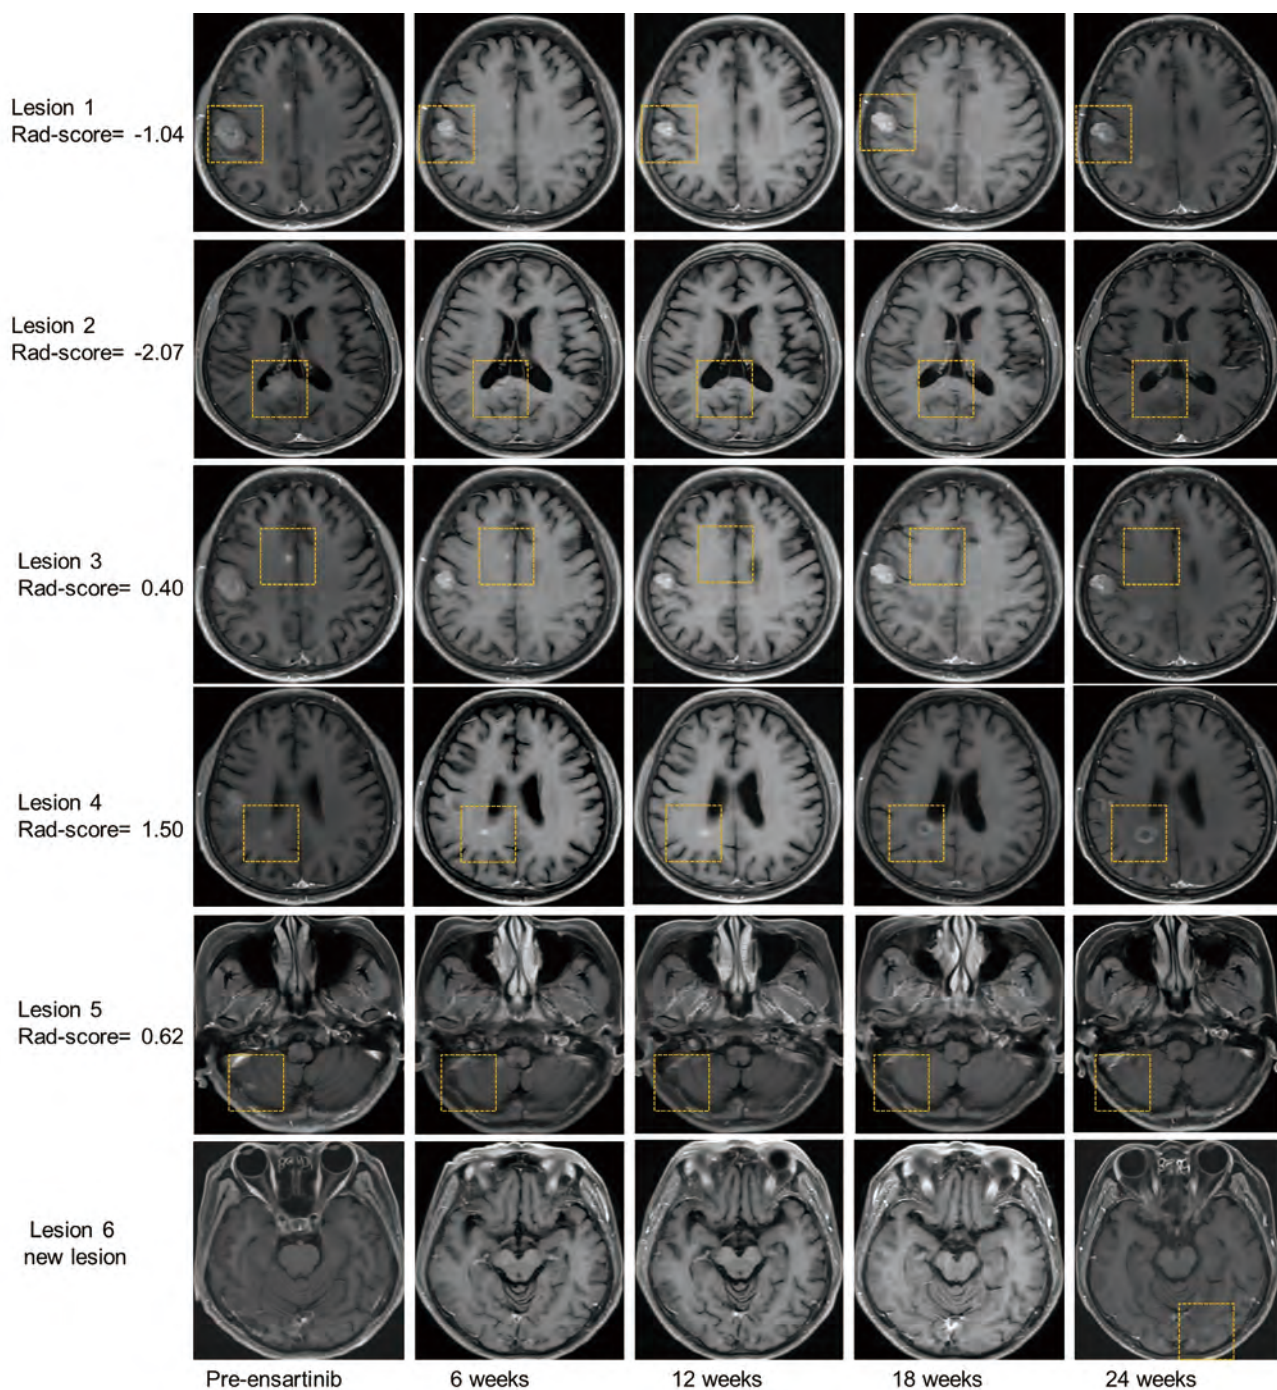 Lesion 1
Rad-score= -1.04
Lesion 2
Rad-score= -2.07
Lesion 3
Rad-score= 0.40
Lesion 4
Rad-score= 1.50
Lesion 5
Rad-score= 0.62
Lesion 6
new lesion
Pre-ensartinib 6 weeks 12 weeks 18 weeks 24 weeks